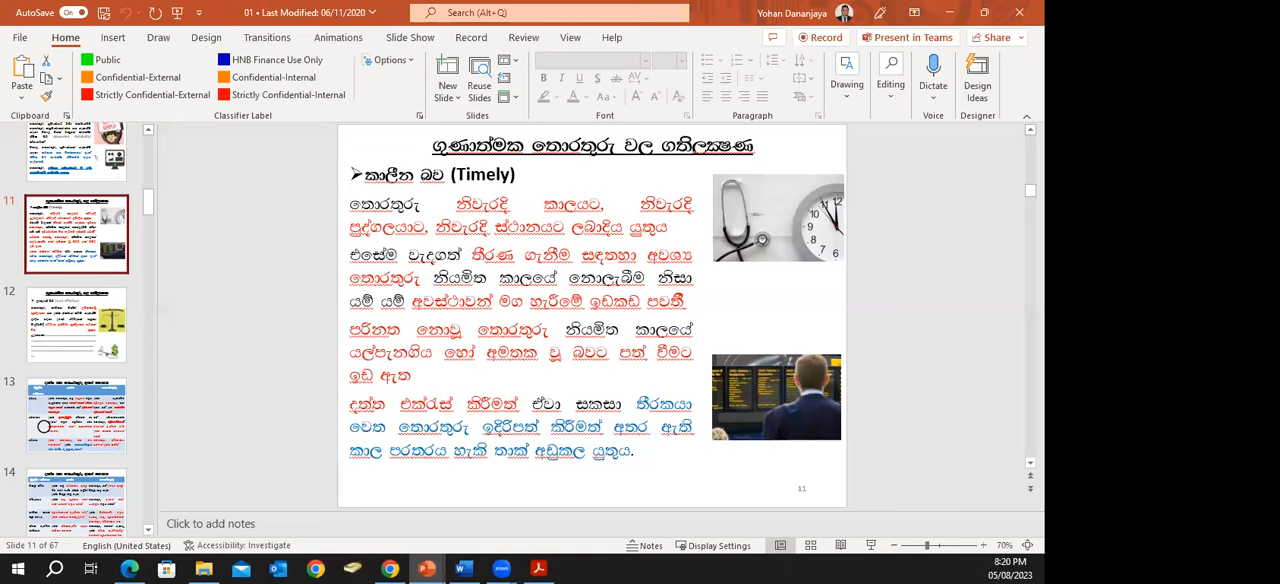 AutoSave On 01 • Last Modified: 06/11/2020 Search (Alt+Q) Yohan Dananjaya
File Home Insert Draw Design Transitions Animations Slide Show Record Review View Help Record Present in Teams Share
Public HNB Finance Use Only Options
Confidential-External Confidential-Internal
Strictly Confidential-External Strictly Confidential-Internal
Paste New Slide Reuse Slides Drawing Editing Dictate Design Ideas
Clipboard Classifier Label Slides Font Paragraph Voice Designer
ගුණාත්මක තොරතුරු වල ගතිලක්ෂණ
➢කාලීන බව (Timely)
තොරතුරු නිවැරදි කාලයට, නිවැරදි
පුද්ගලයාට, නිවැරදි ස්ථානයට ලබාදිය යුතුය
එසේම වැදගත් තීරණ ගැනීම සඳහා අවශ්‍ය
තොරතුරු නියමිත කාලයේ නොලැබීම නිසා
යම් යම් අවස්ථාවන් මග හැරීමේ ඉඩකඩ පවතී
පරිනත නොවූ තොරතුරු නියමිත කාලයේ
යල්පැනගිය හෝ අමතක වූ බවට පත් වීමට
ඉඩ ඇත
දත්ත එක්රැස් කිරීමත් ඒවා සකසා තීරකයා
වෙත තොරතුරු ඉදිරිපත් කිරීමත් අතර ඇති
කාල පරතරය හැකි තාක් අඩුකල යුතුය.
11
11
12
13
14
Click to add notes
Slide 11 of 67 English (United States) Accessibility: Investigate Notes Display Settings 70%
8:20 PM
05/08/2023